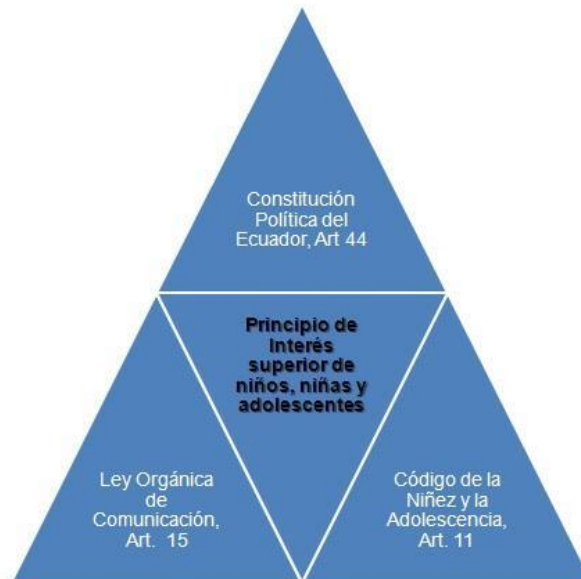 Constitución
Política del
Ecuador, Art 44
Principio de
Interés
superior de
niños, niñas y
adolescentes
Ley Orgánica
de
Comunicación,
Art. 15
Código de la
Niñez y la
Adolescencia,
Art. 11